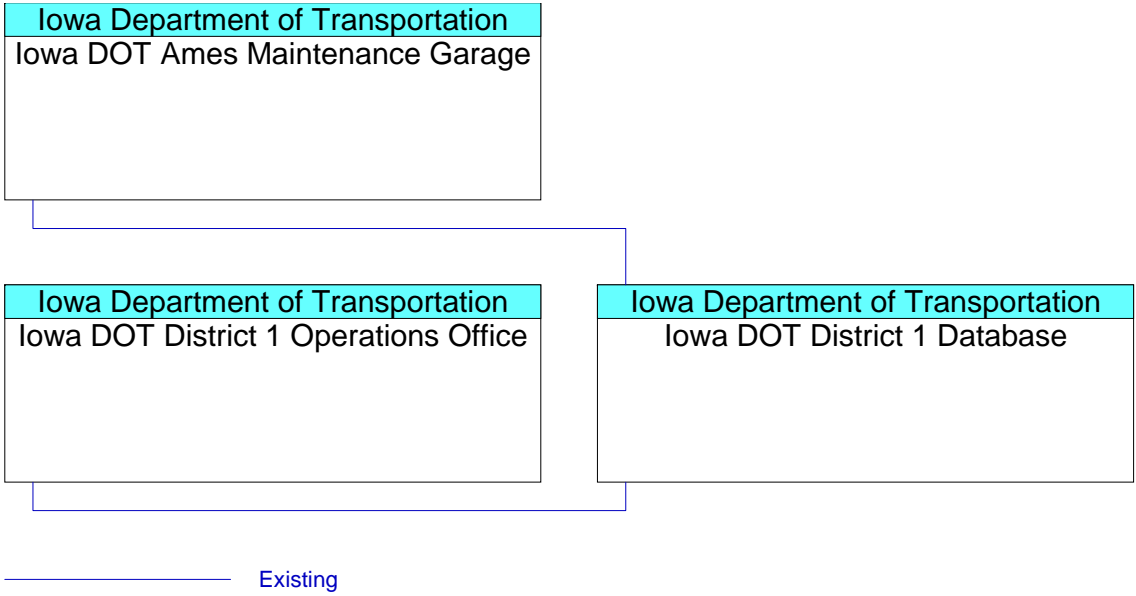 Iowa Department of Transportation
Iowa DOT Ames Maintenance Garage
Iowa Department of Transportation
Iowa DOT District 1 Operations Office
Iowa Department of Transportation
Iowa DOT District 1 Database
Existing